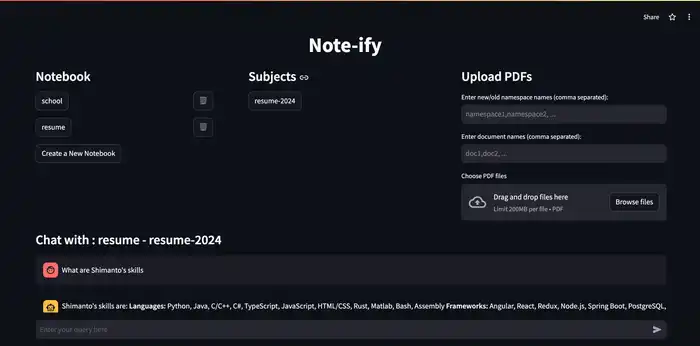 Share
Note-ify
Notebook
Subjects
Upload PDFs
school
resume-2024
Enter new/old namespace names (comma separated):
namespace1,namespace2, ...
resume
Enter document names (comma separated):
doc1,doc2, ...
Create a New Notebook
Choose PDF files
Drag and drop files here
Limit 200MB per file • PDF
Browse files
Chat with : resume - resume-2024
What are Shimanto's skills
Shimanto's skills are: Languages: Python, Java, C/C++, C#, TypeScript, JavaScript, HTML/CSS, Rust, Matlab, Bash, Assembly Frameworks: Angular, React, Redux, Node.js, Spring Boot, PostgreSQL,
Enter your query here